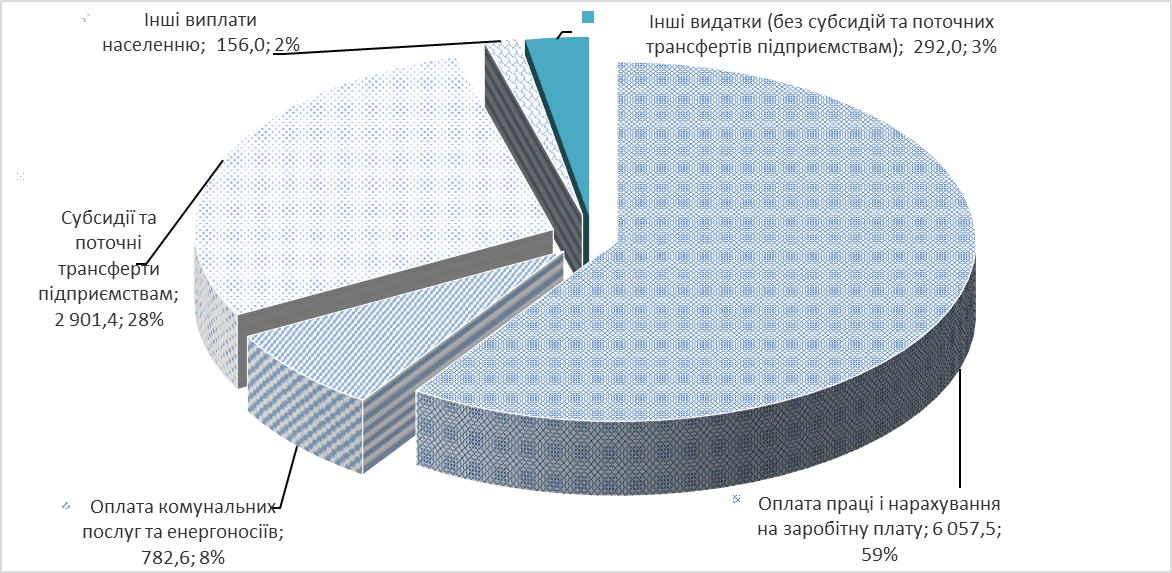 Інші виплати
населенню;  156,0; 2%
Інші видатки (без субсидій та поточних
трансфертів підприємствам);  292,0; 3%
Субсидії та
поточні
трансферти
підприємствам;
2 901,4; 28%
Оплата комунальних
послуг та енергоносіїв;
782,6; 8%
Оплата праці і нарахування
на заробітну плату; 6 057,5;
59%